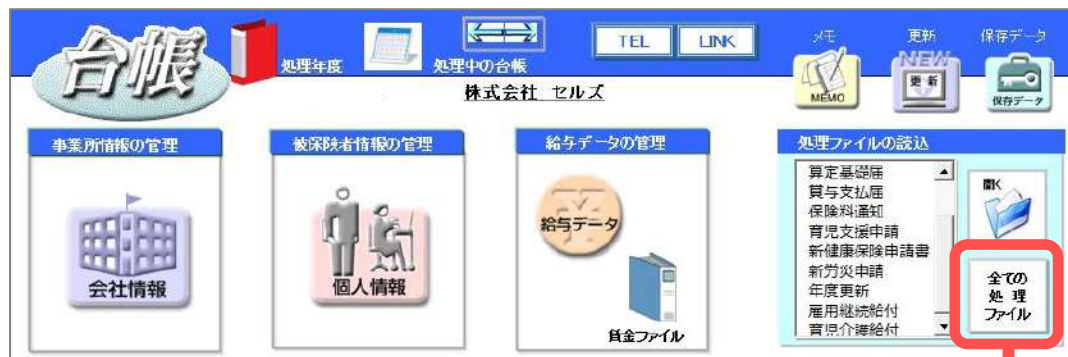 台帳
処理年度
処理中の台帳
TEL
LINK
メモ
MEMO
更新
NEW
更新
保存データ
保存データ
株式会社 セルズ
事業所情報の管理
会社情報
被保険者情報の管理
個人情報
給与データの管理
給与データ
賃金ファイル
処理ファイルの読込
算定基礎届
賞与支払届
保険料通知
育児支援申請
新健康保険申請書
新労災申請
年度更新
雇用継続給付
育児介護給付
開く
全ての
処理
ファイル